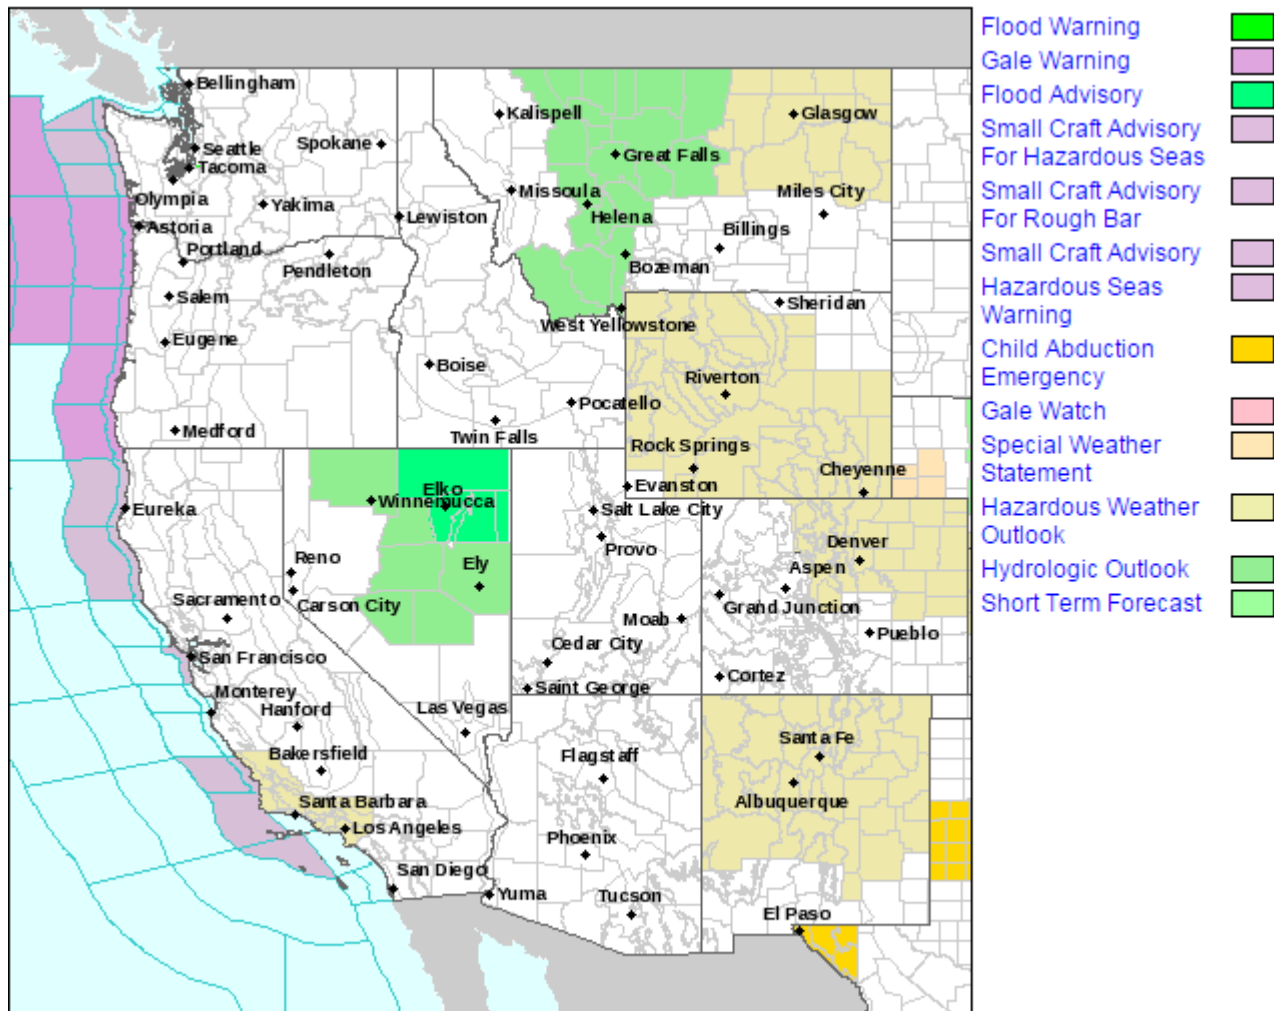 Bellingham
Seattle
Spokane
Tacoma
Olympia
Yakima
Astoria
Portland
Pendleton
Lewiston
Salem
Eugene
Medford
Kalispell
Great Falls
Missoula
Helena
Glasgow
Miles City
Billings
Bozeman
West Yellowstone
Sheridan
Boise
Pocatello
Twin Falls
Riverton
Rock Springs
Cheyenne
Evanston
Eureka
Winnemucca
Elko
Reno
Ely
Carson City
Sacramento
San Francisco
Monterey
Hanford
Las Vegas
Bakersfield
Santa Barbara
Los Angeles
San Diego
Salt Lake City
Provo
Moab
Cedar City
Saint George
Denver
Aspen
Grand Junction
Pueblo
Cortez
Flagstaff
Phoenix
Yuma
Tucson
Santa Fe
Albuquerque
El Paso
Flood Warning
Gale Warning
Flood Advisory
Small Craft Advisory
For Hazardous Seas
Small Craft Advisory
For Rough Bar
Small Craft Advisory
Hazardous Seas
Warning
Child Abduction
Emergency
Gale Watch
Special Weather
Statement
Hazardous Weather
Outlook
Hydrologic Outlook
Short Term Forecast